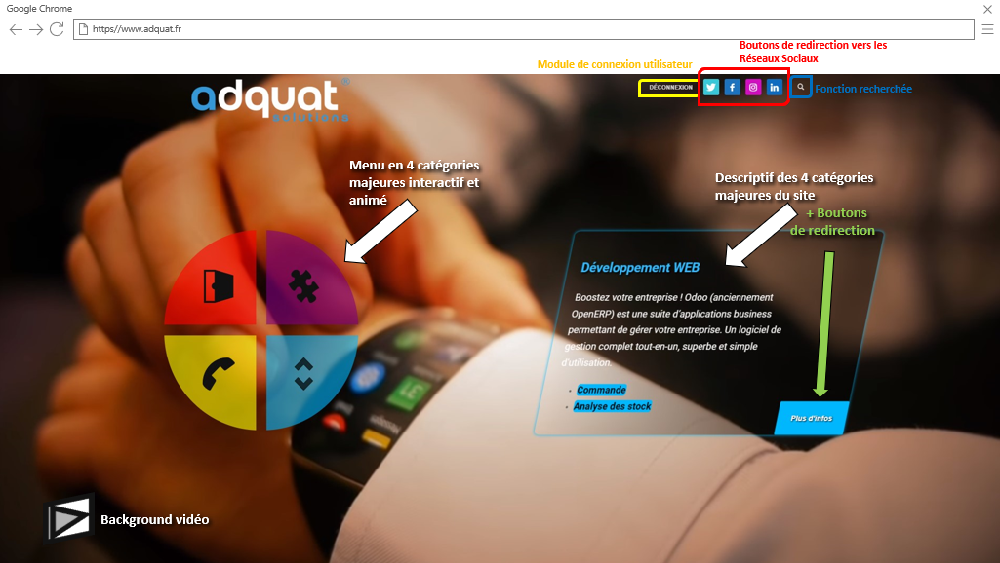 Google Chrome
https//www.adquat.fr
Boutons de redirection vers les
Réseaux Sociaux
Module de connexion utilisateur
DÉCONNEXION
Fonction recherchée
adquat
solutions
Menu en 4 catégories
majeures interactif et
animé
Descriptif des 4 catégories
majeures du site
+ Boutons
de redirection
Développement WEB
Boostez votre entreprise ! Odoo (anciennement
OpenERP) est une suite d'applications business
permettant de gérer votre entreprise. Un logiciel de
gestion complet tout-en-un, superbe et simple
d'utilisation.
Commande
Analyse des stock
Plus d'infos
Messages
Background vidéo